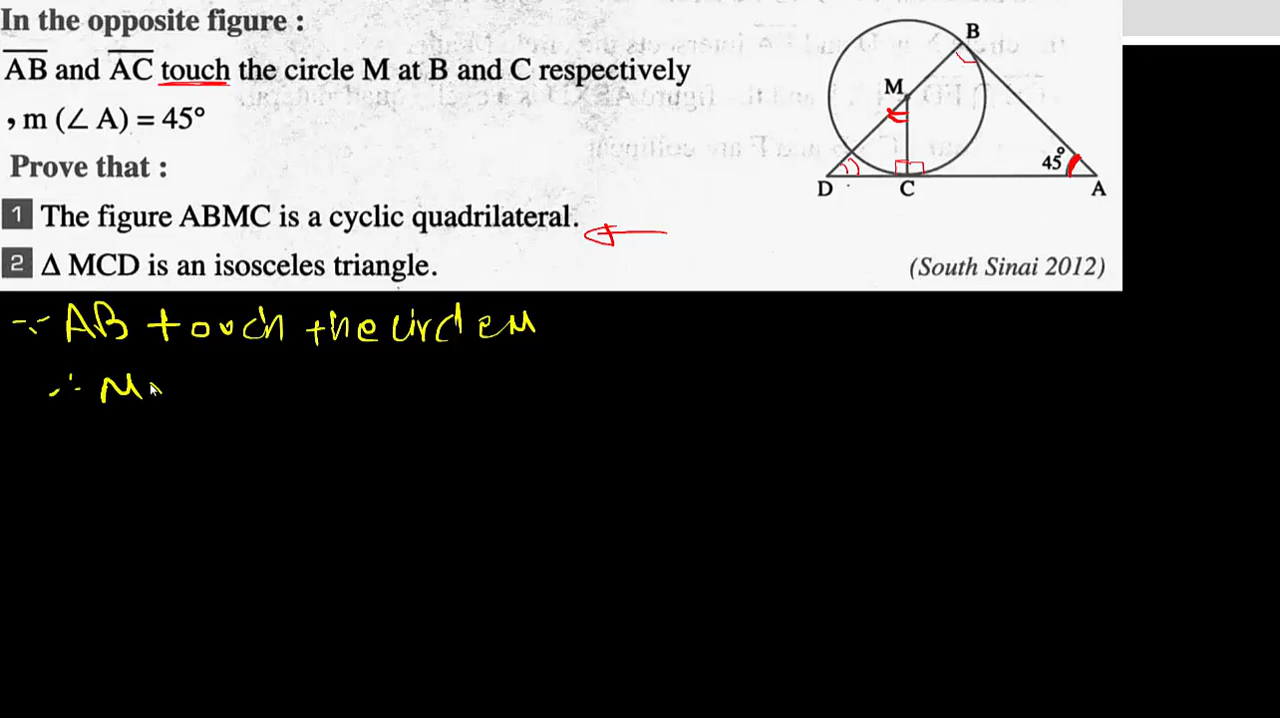 In the opposite figure :
AB and AC touch the circle M at B and C respectively
, m (∠ A) = 45°
Prove that :
1 The figure ABMC is a cyclic quadrilateral.
2 Δ MCD is an isosceles triangle.
(South Sinai 2012)
B
M
45°
D
C
A
∵ AB touch the circle M
∴ M